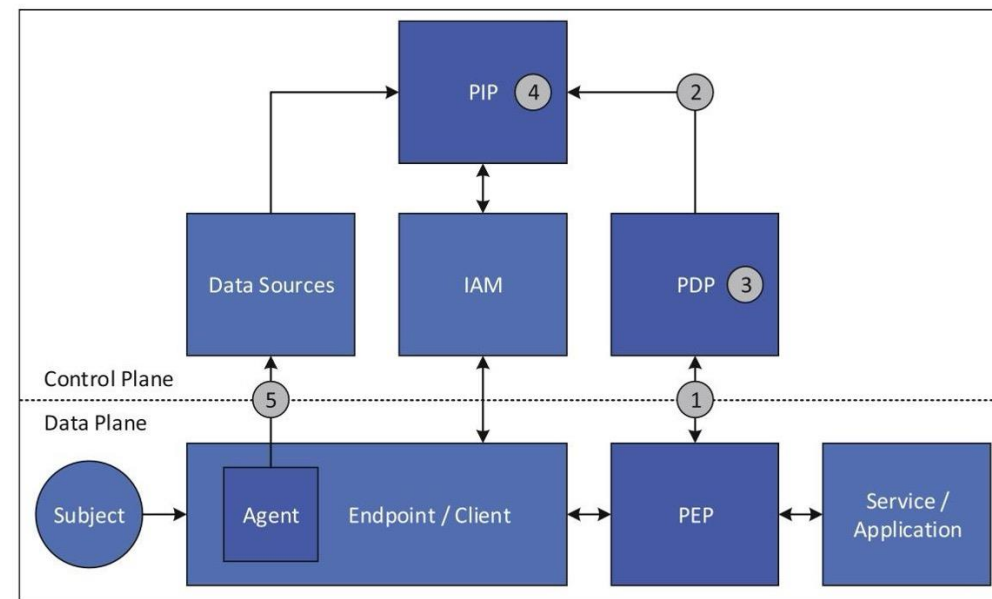 PIP
4
2
Data Sources
IAM
PDP
3
Control Plane
5
1
Data Plane
Subject
Agent
Endpoint / Client
PEP
Service /
Application